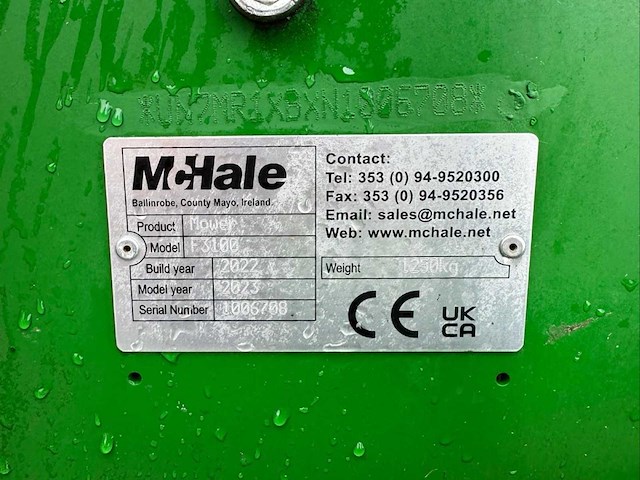 McHale
Ballinrobe, County Mayo, Ireland.
Product Mower
Model F3100
Build year 2022
Model year 2023
Serial Number 1006708
Contact:
Tel: 353 (0) 94-9520300
Fax: 353 (0) 94-9520356
Email: sales@mchale.net
Web: www.mchale.net
Weight
CE UK
CA